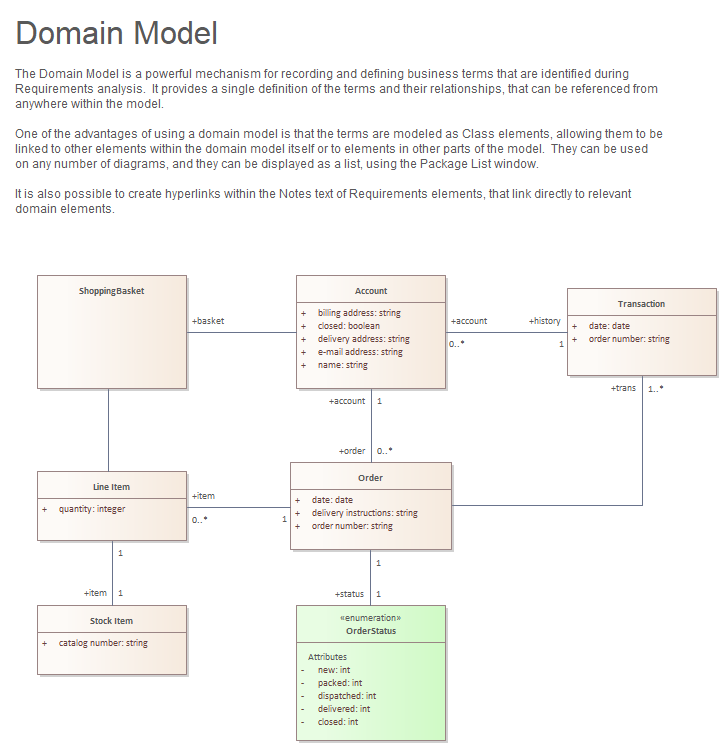 Domain Model
The Domain Model is a powerful mechanism for recording and defining business terms that are identified during
Requirements analysis.  It provides a single definition of the terms and their relationships, that can be referenced from
anywhere within the model.
One of the advantages of using a domain model is that the terms are modeled as Class elements, allowing them to be
linked to other elements within the domain model itself or to elements in other parts of the model.  They can be used
on any number of diagrams, and they can be displayed as a list, using the Package List window.
It is also possible to create hyperlinks within the Notes text of Requirements elements, that link directly to relevant
domain elements.
ShoppingBasket
+basket
Account
+ billing address: string
+ closed: boolean
+ delivery address: string
+ e-mail address: string
+ name: string
+account
0..*
+history
1
Transaction
+ date: date
+ order number: string
+trans 1..*
+account 1
+order 0..*
Line Item
+ quantity: integer
+item
0..*
1
Order
+ date: date
+ delivery instructions: string
+ order number: string
1
+item 1
1
+status 1
Stock Item
+ catalog number: string
«enumeration»
OrderStatus
Attributes
- new: int
- packed: int
- dispatched: int
- delivered: int
- closed: int